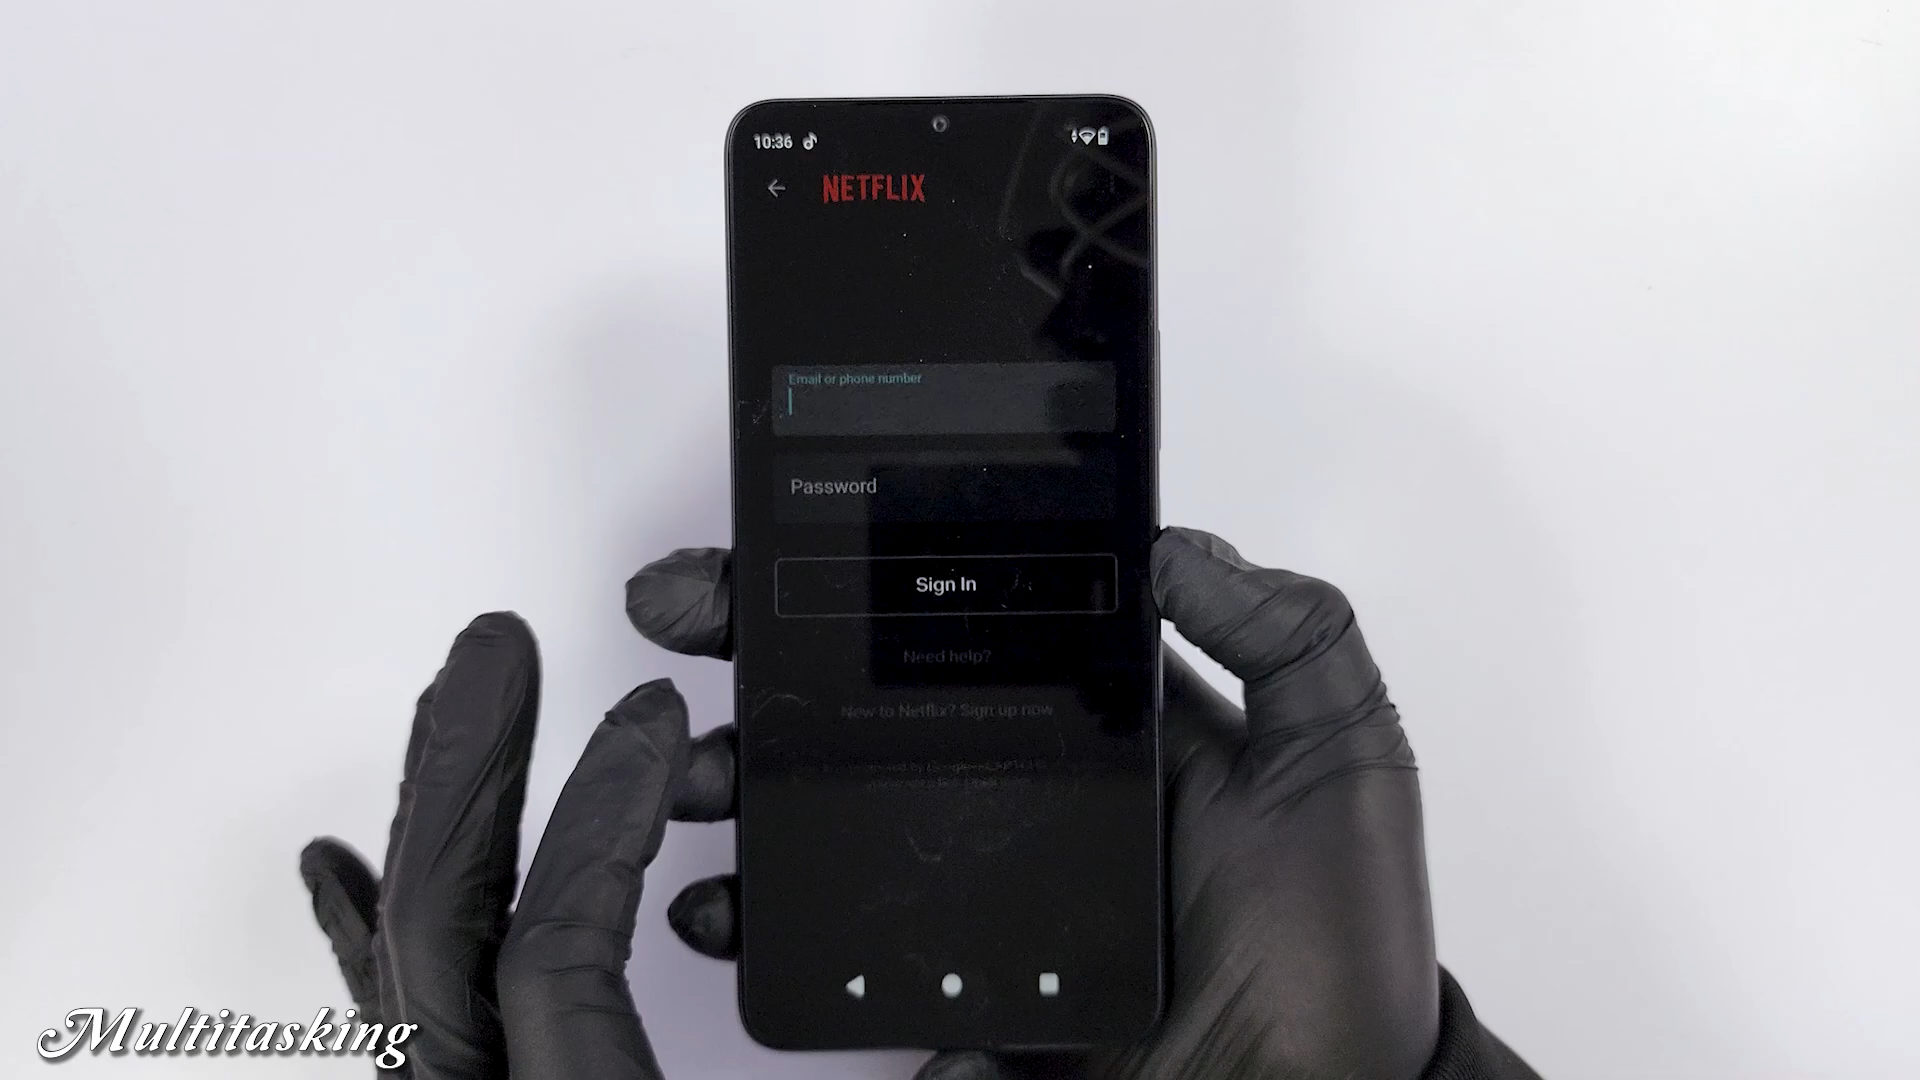 10:36
NETFLIX
Email or phone number
Password
Sign In
Need help?
New to Netflix? Sign up now
Multitasking